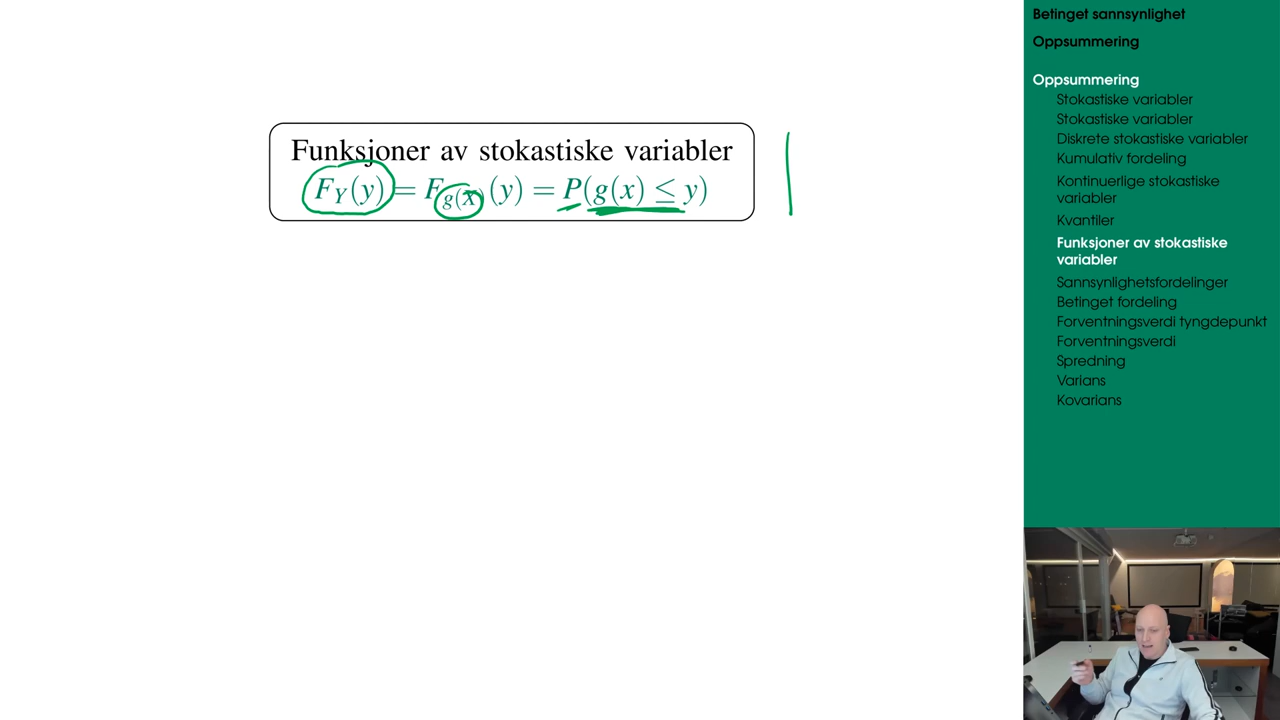 Funksjoner av stokastiske variabler
F_Y(y) = F_{g(x)}(y) = P(g(x) ≤ y)
Betinget sannsynlighet
Oppsummering
Oppsummering
Stokastiske variabler
Stokastiske variabler
Diskrete stokastiske variabler
Kumulativ fordeling
Kontinuerlige stokastiske
variabler
Kvantiler
Funksjoner av stokastiske
variabler
Sannsynlighetsfordelinger
Betinget fordeling
Forventningsverdi tyngdepunkt
Forventningsverdi
Spredning
Varians
Kovarians